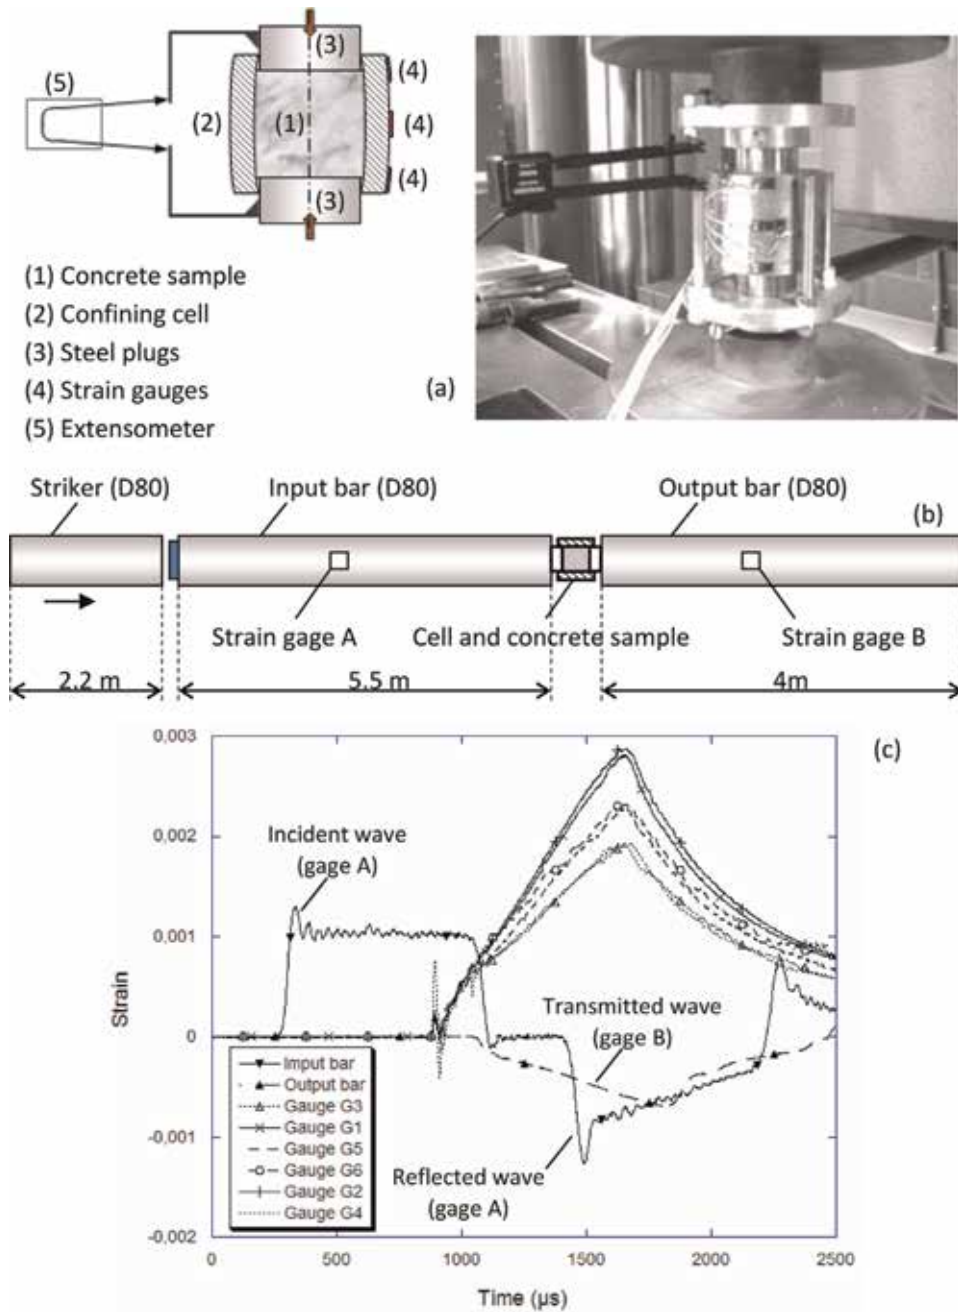 (3)
(4)
(5)
(2)
(1)
(4)
(4)
(3)
(1) Concrete sample
(2) Confining cell
(3) Steel plugs
(4) Strain gauges
(5) Extensometer
(a)
Striker (D80)
Input bar (D80)
Output bar (D80)
(b)
Strain gage A
Cell and concrete sample
Strain gage B
2.2 m
5.5 m
4m
(c)
0,003
0,002
0,001
0
-0,001
-0,002
Strain
Incident wave
(gage A)
Transmitted wave
(gage B)
Reflected wave
(gage A)
Imput bar
Output bar
Gauge G3
Gauge G1
Gauge G5
Gauge G6
Gauge G2
Gauge G4
0
500
1000
1500
2000
2500
Time (μs)